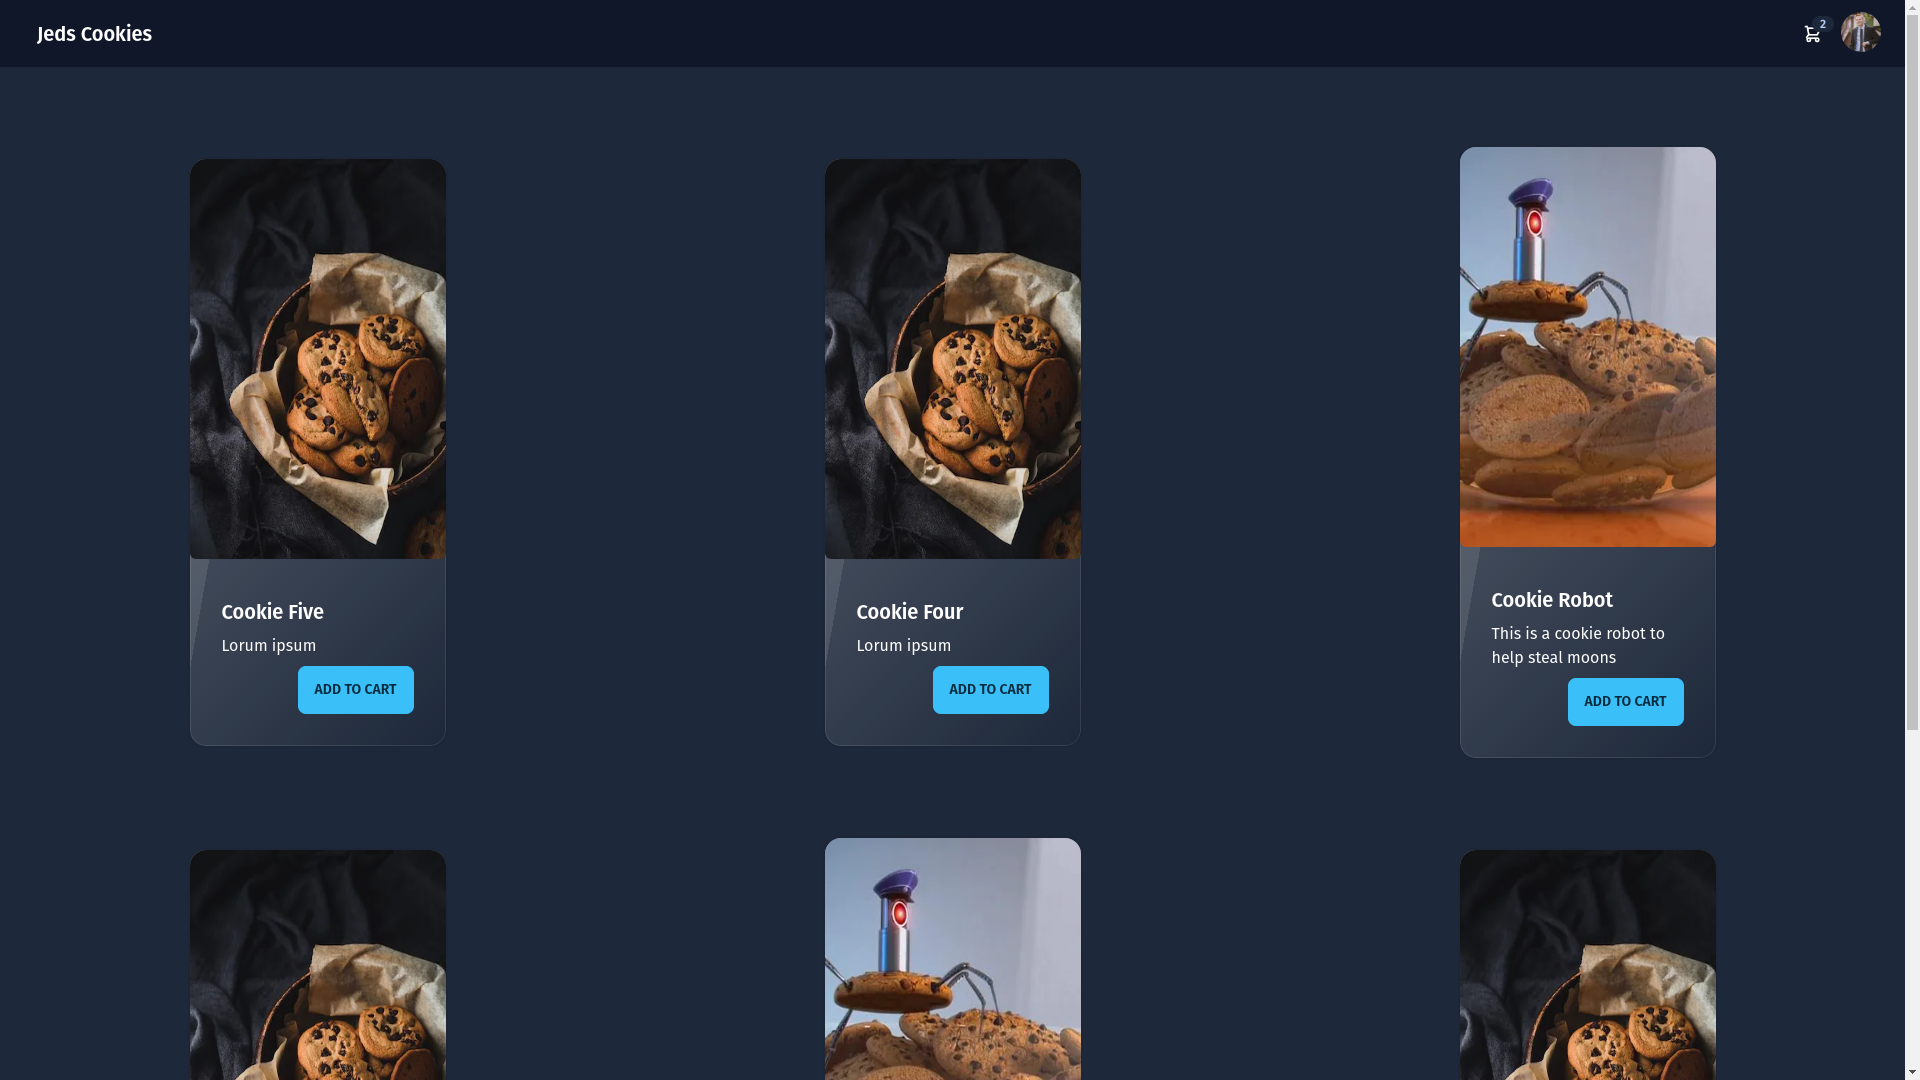 Jeds Cookies
2
Cookie Five
Lorum ipsum
ADD TO CART
Cookie Four
Lorum ipsum
ADD TO CART
Cookie Robot
This is a cookie robot to
help steal moons
ADD TO CART